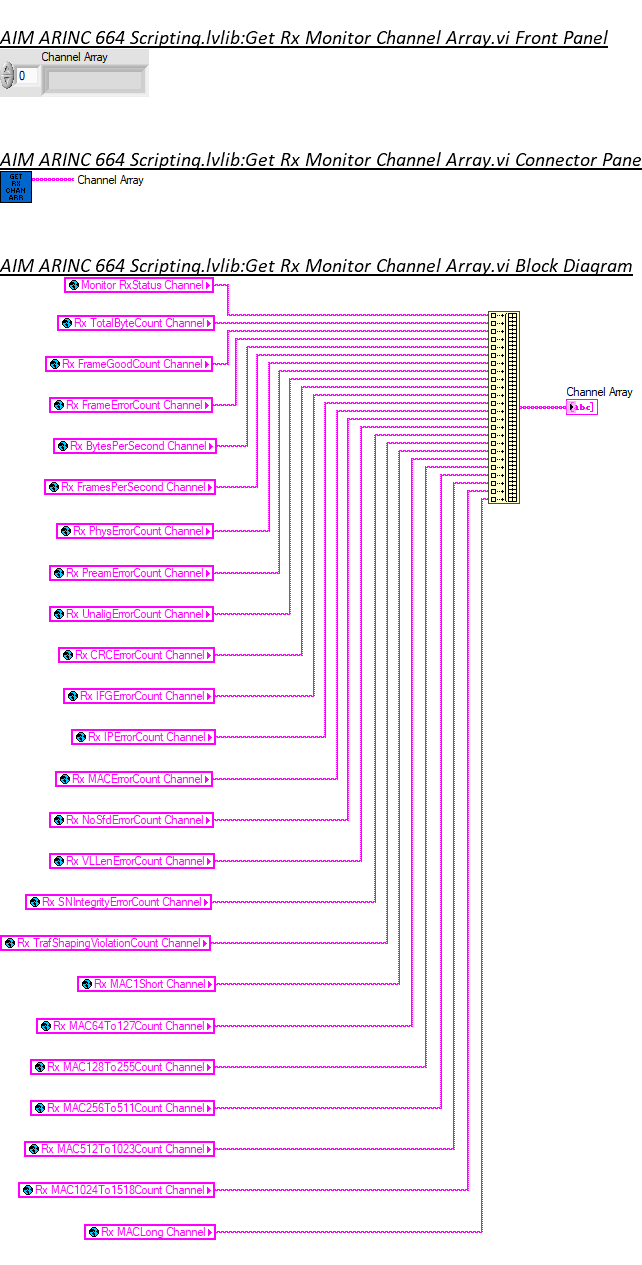 AIM ARINC 664 Scripting.lvlib:Get Rx Monitor Channel Array.vi Front Panel
Channel Array
0
AIM ARINC 664 Scripting.lvlib:Get Rx Monitor Channel Array.vi Connector Pane
GET
RX
CHAN
ARR
Channel Array
AIM ARINC 664 Scripting.lvlib:Get Rx Monitor Channel Array.vi Block Diagram
Monitor RxStatus Channel
Rx TotalByteCount Channel
Rx FrameGoodCount Channel
Channel Array
abc]
Rx FrameErrorCount Channel
Rx BytesPerSecond Channel
Rx FramesPerSecond Channel
Rx PhysErrorCount Channel
Rx PreamErrorCount Channel
Rx UnaligErrorCount Channel
Rx CRCErrorCount Channel
Rx IFGErrorCount Channel
Rx IPErrorCount Channel
Rx MACErrorCount Channel
Rx NoSfdErrorCount Channel
Rx VLLenErrorCount Channel
Rx SNIntegrityErrorCount Channel
Rx TrafShapingViolationCount Channel
Rx MAC1Short Channel
Rx MAC64To127Count Channel
Rx MAC128To255Count Channel
Rx MAC256To511Count Channel
Rx MAC512To1023Count Channel
Rx MAC1024To1518Count Channel
Rx MACLong Channel